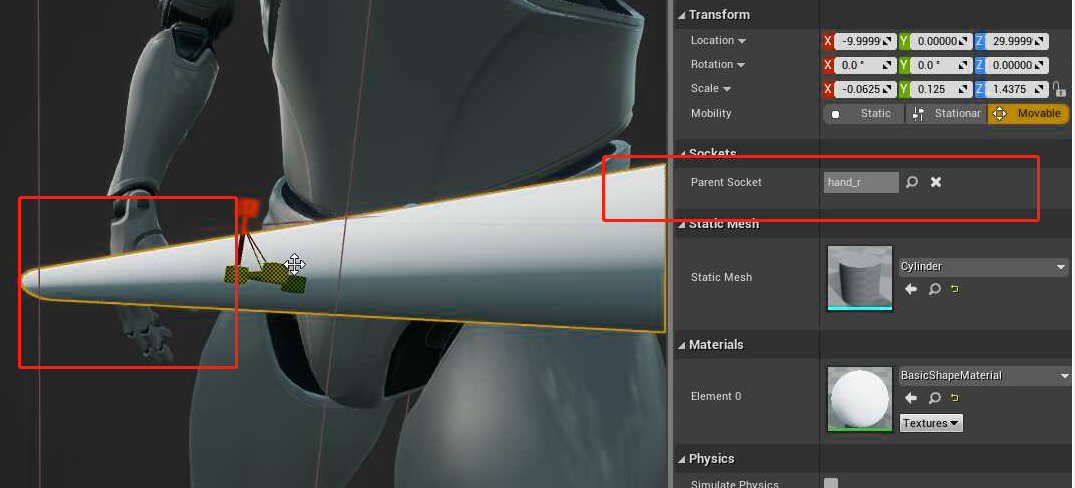 Transform
Location X -9.9999 Y 0.00000 Z 29.9999
Rotation X 0.0 ° Y 0.0 ° Z 0.00000
Scale X -0.0625 Y 0.125 Z 1.4375
Mobility Static Stationar Movable
Sockets
Parent Socket hand_r
Static Mesh
Static Mesh Cylinder
Materials
Element 0 BasicShapeMaterial
Textures
Physics
Simulate Physics